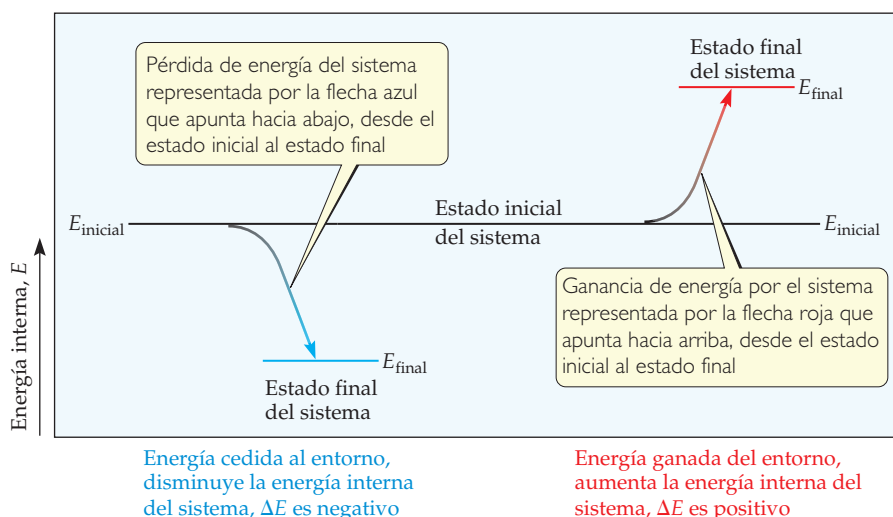 Pérdida de energía del sistema
representada por la flecha azul
que apunta hacia abajo, desde el
estado inicial al estado final
Estado final
del sistema
E final
E inicial
Estado inicial
del sistema
E inicial
Energía interna, E
Ganancia de energía por el sistema
representada por la flecha roja que
apunta hacia arriba, desde el estado
inicial al estado final
E final
Estado final
del sistema
Energía cedida al entorno,
disminuye la energía interna
del sistema, ΔE es negativo
Energía ganada del entorno,
aumenta la energía interna del
sistema, ΔE es positivo